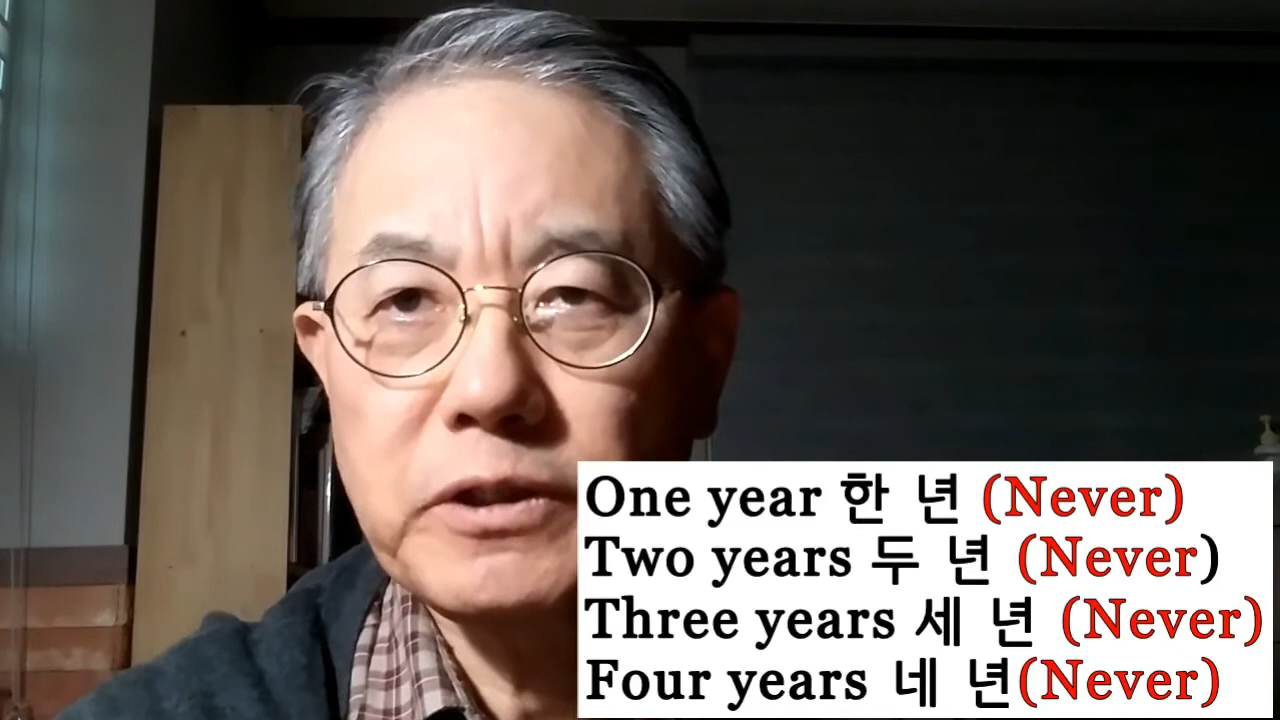 One year 한 년 (Never)
Two years 두 년 (Never)
Three years 세 년 (Never)
Four years 네 년(Never)